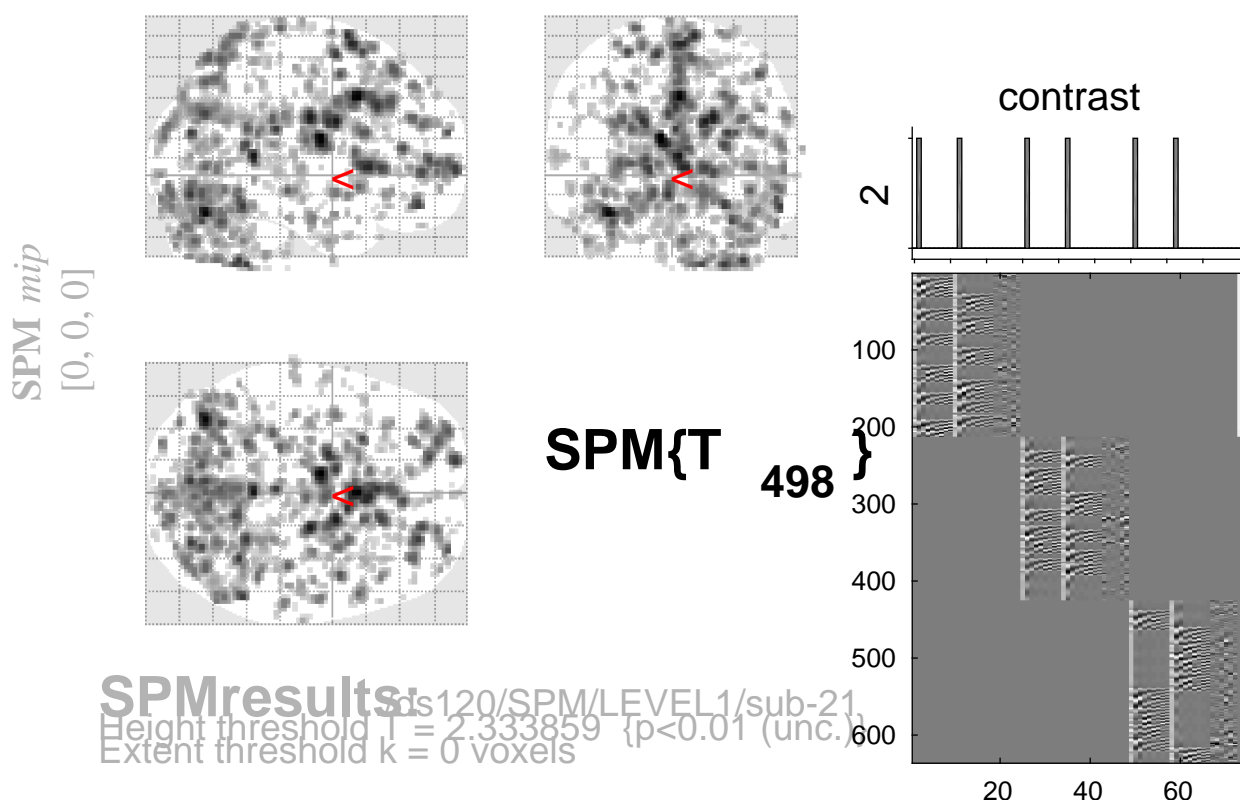 SPM mip
[0, 0, 0]
SPM{T 498 }
SPMresults: /ds120/SPM/LEVEL1/sub-21
Height threshold T = 2.333859 {p<0.01 (unc.)}
Extent threshold k = 0 voxels
contrast
2
100
200
300
400
500
600
20 40 60